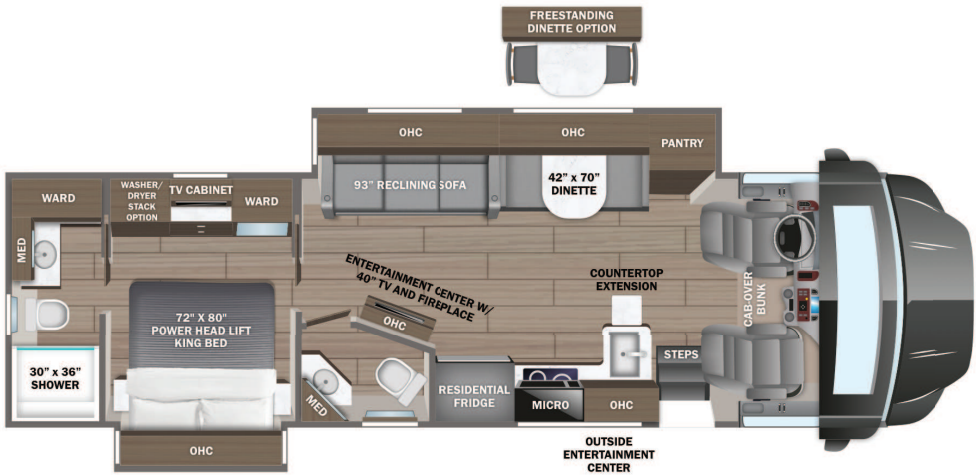 FREESTANDING
DINETTE OPTION
OHC
OHC
PANTRY
93" RECLINING SOFA
42" x 70"
DINETTE
WARD
WASHER/
DRYER
STACK
OPTION
TV CABINET
WARD
MED
ENTERTAINMENT CENTER W/
40" TV AND FIREPLACE
OHC
COUNTERTOP
EXTENSION
CAB-OVER
BUNK
72" X 80"
POWER HEAD LIFT
KING BED
30" x 36"
SHOWER
STEPS
MED
RESIDENTIAL
FRIDGE
MICRO
OHC
OHC
OUTSIDE
ENTERTAINMENT
CENTER